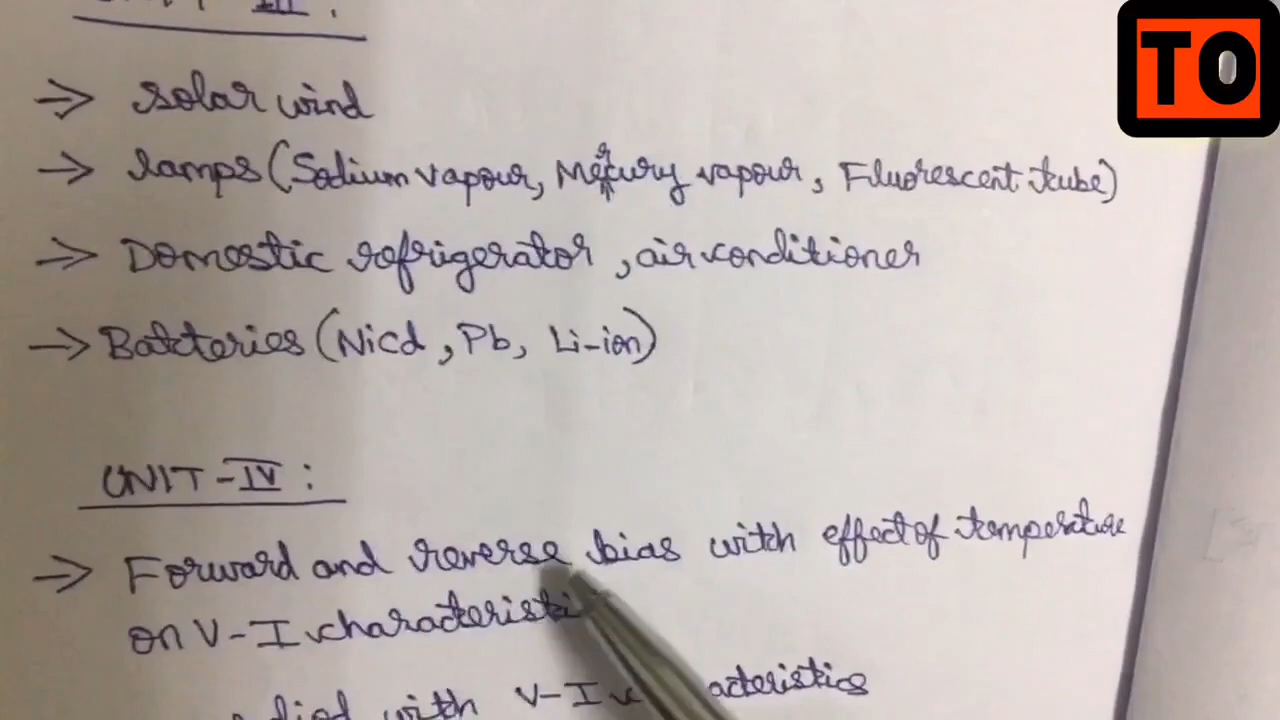 TO
→ Solar wind
→ lamps (Sodium vapour, Mercury vapour, Fluorescent tube)
→ Domestic refrigerator, air conditioner
→ Batteries (Nicd, Pb, Li-ion)
UNIT-IV:
→ Forward and reverse bias with effect of temperature
on V-I characteristi
with V-I characteristics